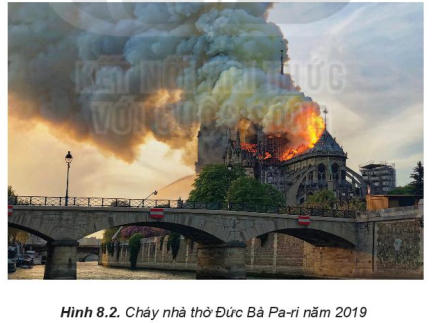 Hình 8.2. Cháy nhà thờ Đức Bà Pa-ri năm 2019